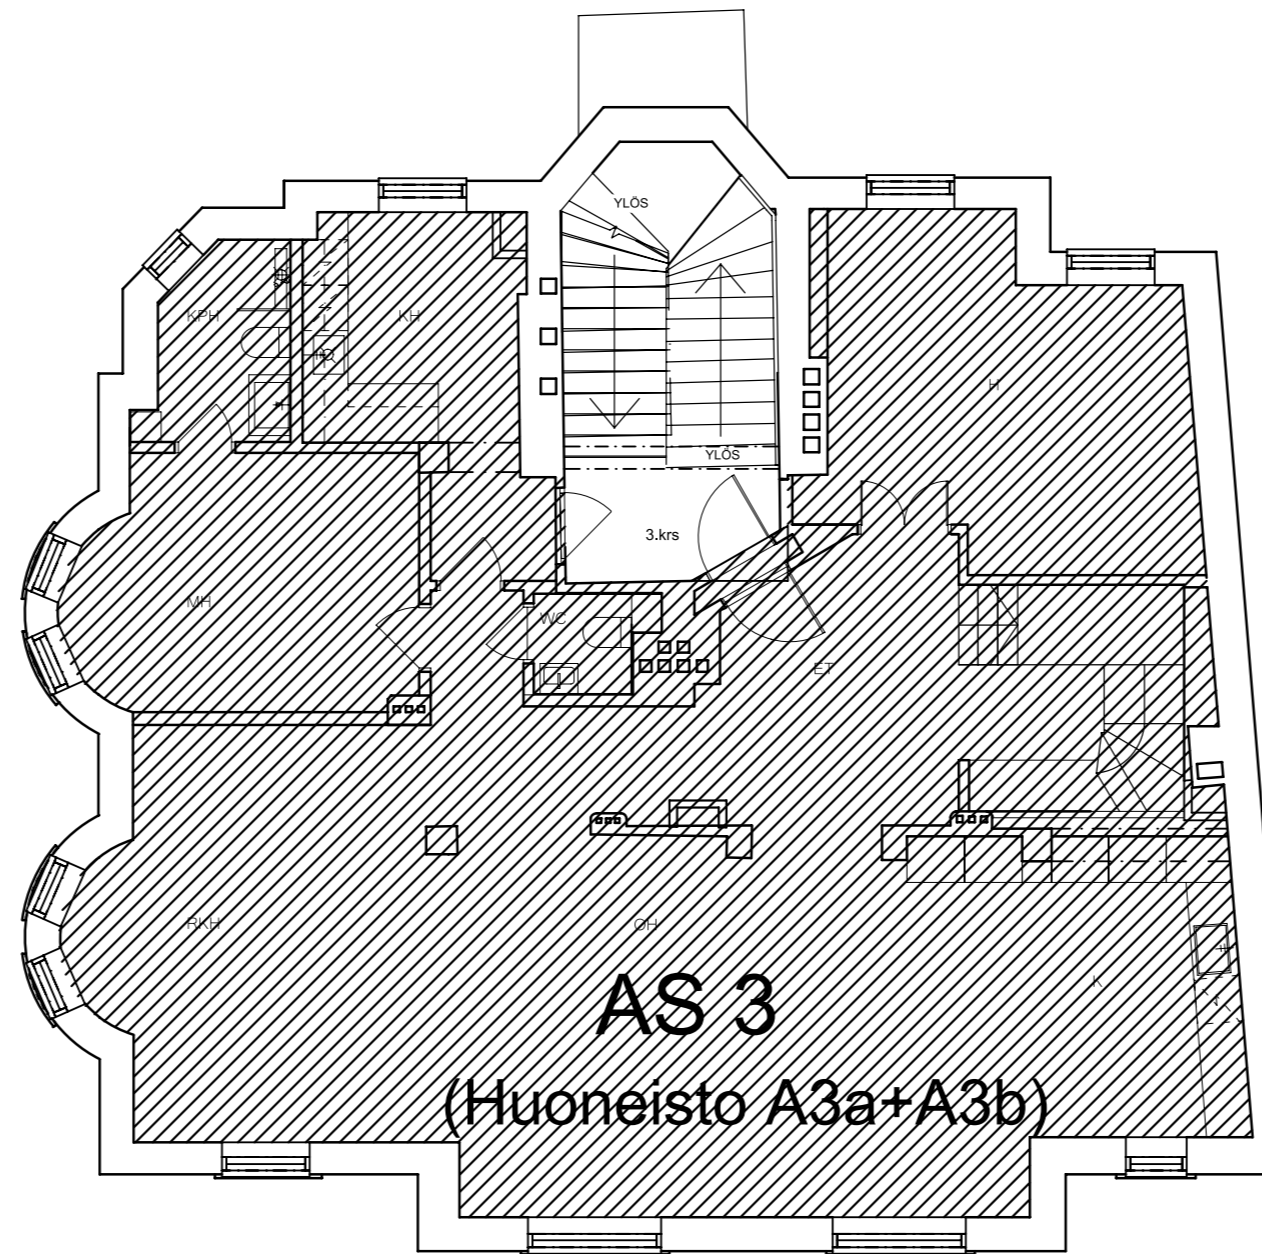 YLÖS
KPH
KH
H
YLÖS
3.krs
MH
WC
ET
RKH
OH
K
AS 3
(Huoneisto A3a+A3b)